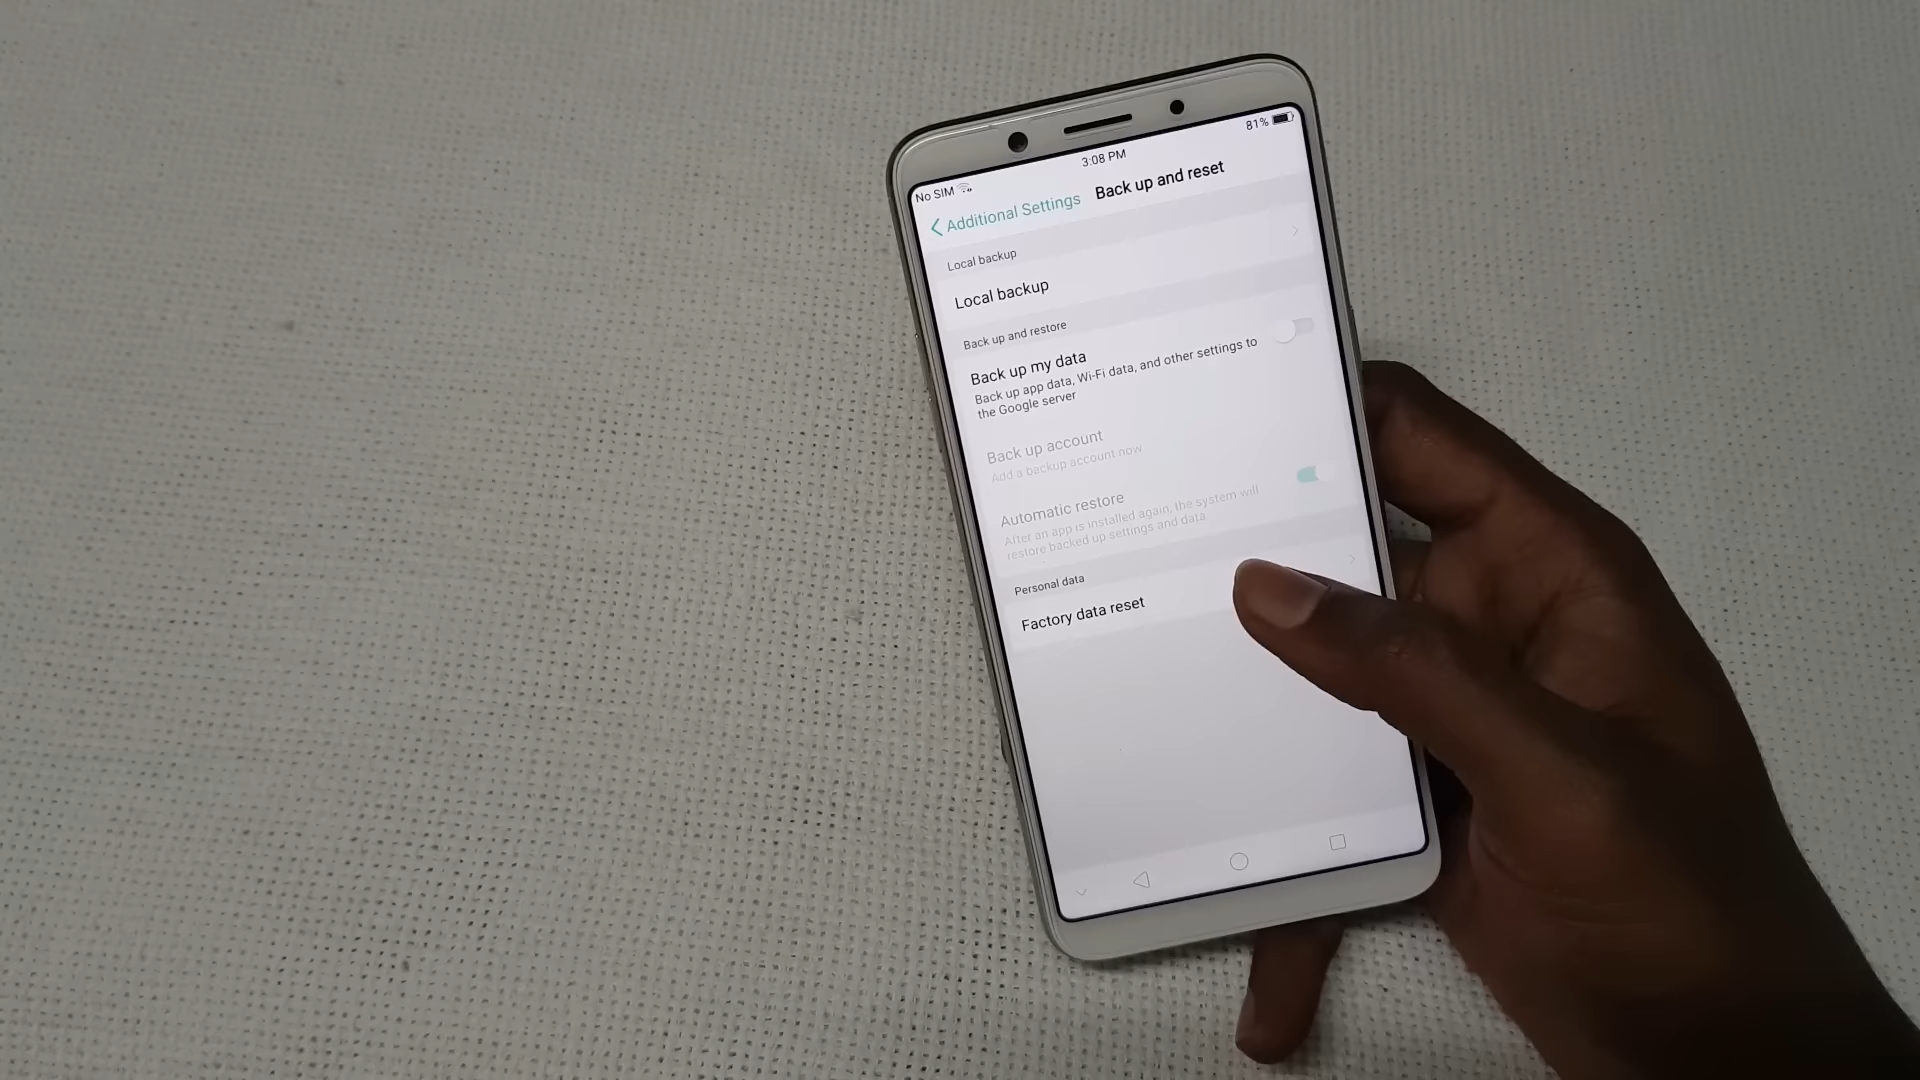 No SIM
3:08 PM
81%
Additional Settings
Back up and reset
Local backup
Local backup
Back up and restore
Back up my data
Back up app data, Wi-Fi data, and other settings to
the Google server
Back up account
Add a backup account now
Automatic restore
After an app is installed again, the system will
restore backed up settings and data
Personal data
Factory data reset